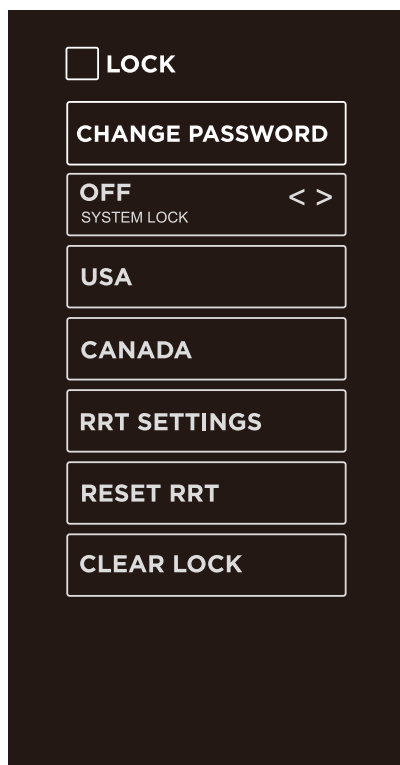 LOCK
CHANGE PASSWORD
OFF < >
SYSTEM LOCK
USA
CANADA
RRT SETTINGS
RESET RRT
CLEAR LOCK